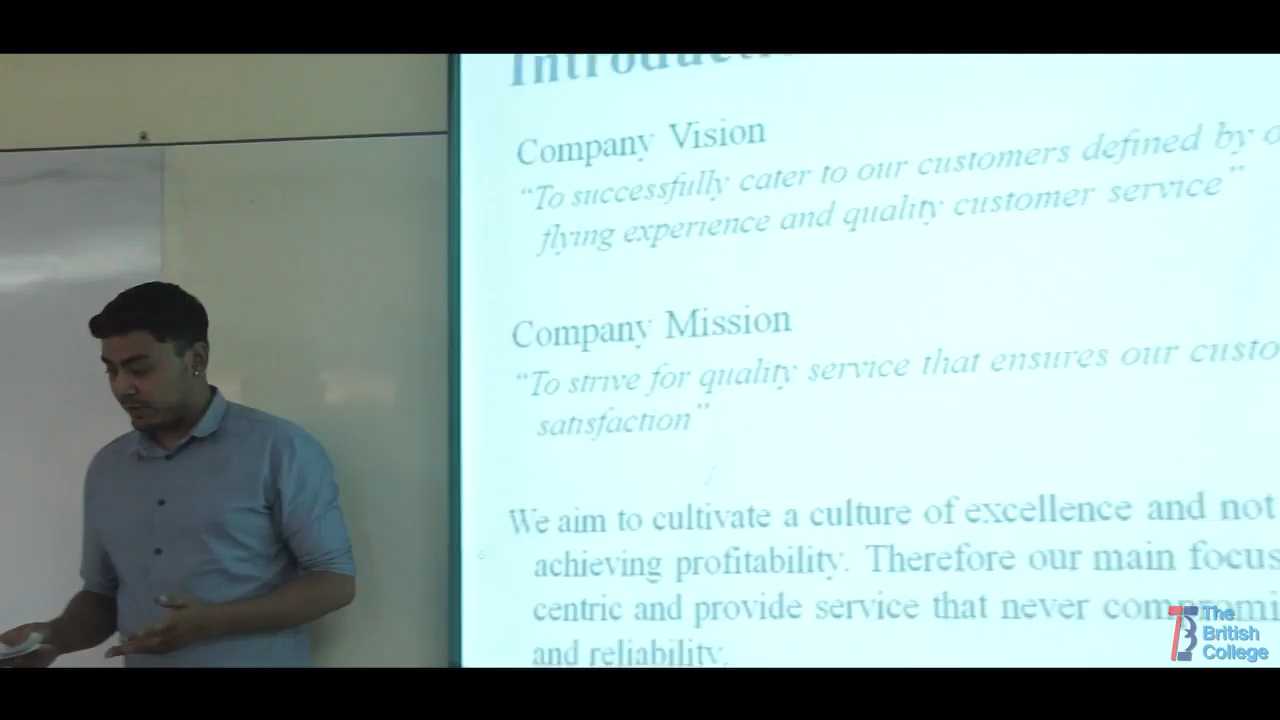 Introducti
Company Vision
“To successfully cater to our customers defined by o
flying experience and quality customer service”
Company Mission
“To strive for quality service that ensures our custo
satisfaction”
We aim to cultivate a culture of excellence and not
achieving profitability. Therefore our main focus
centric and provide service that never compromi
and reliability.
The
British
College